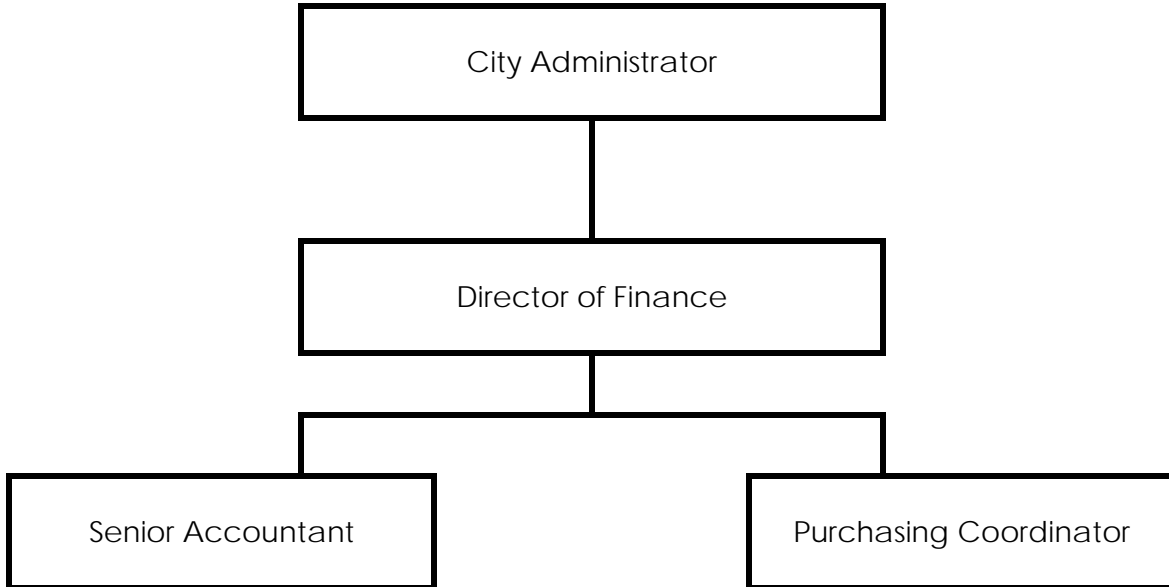 City Administrator
Director of Finance
Senior Accountant
Purchasing Coordinator